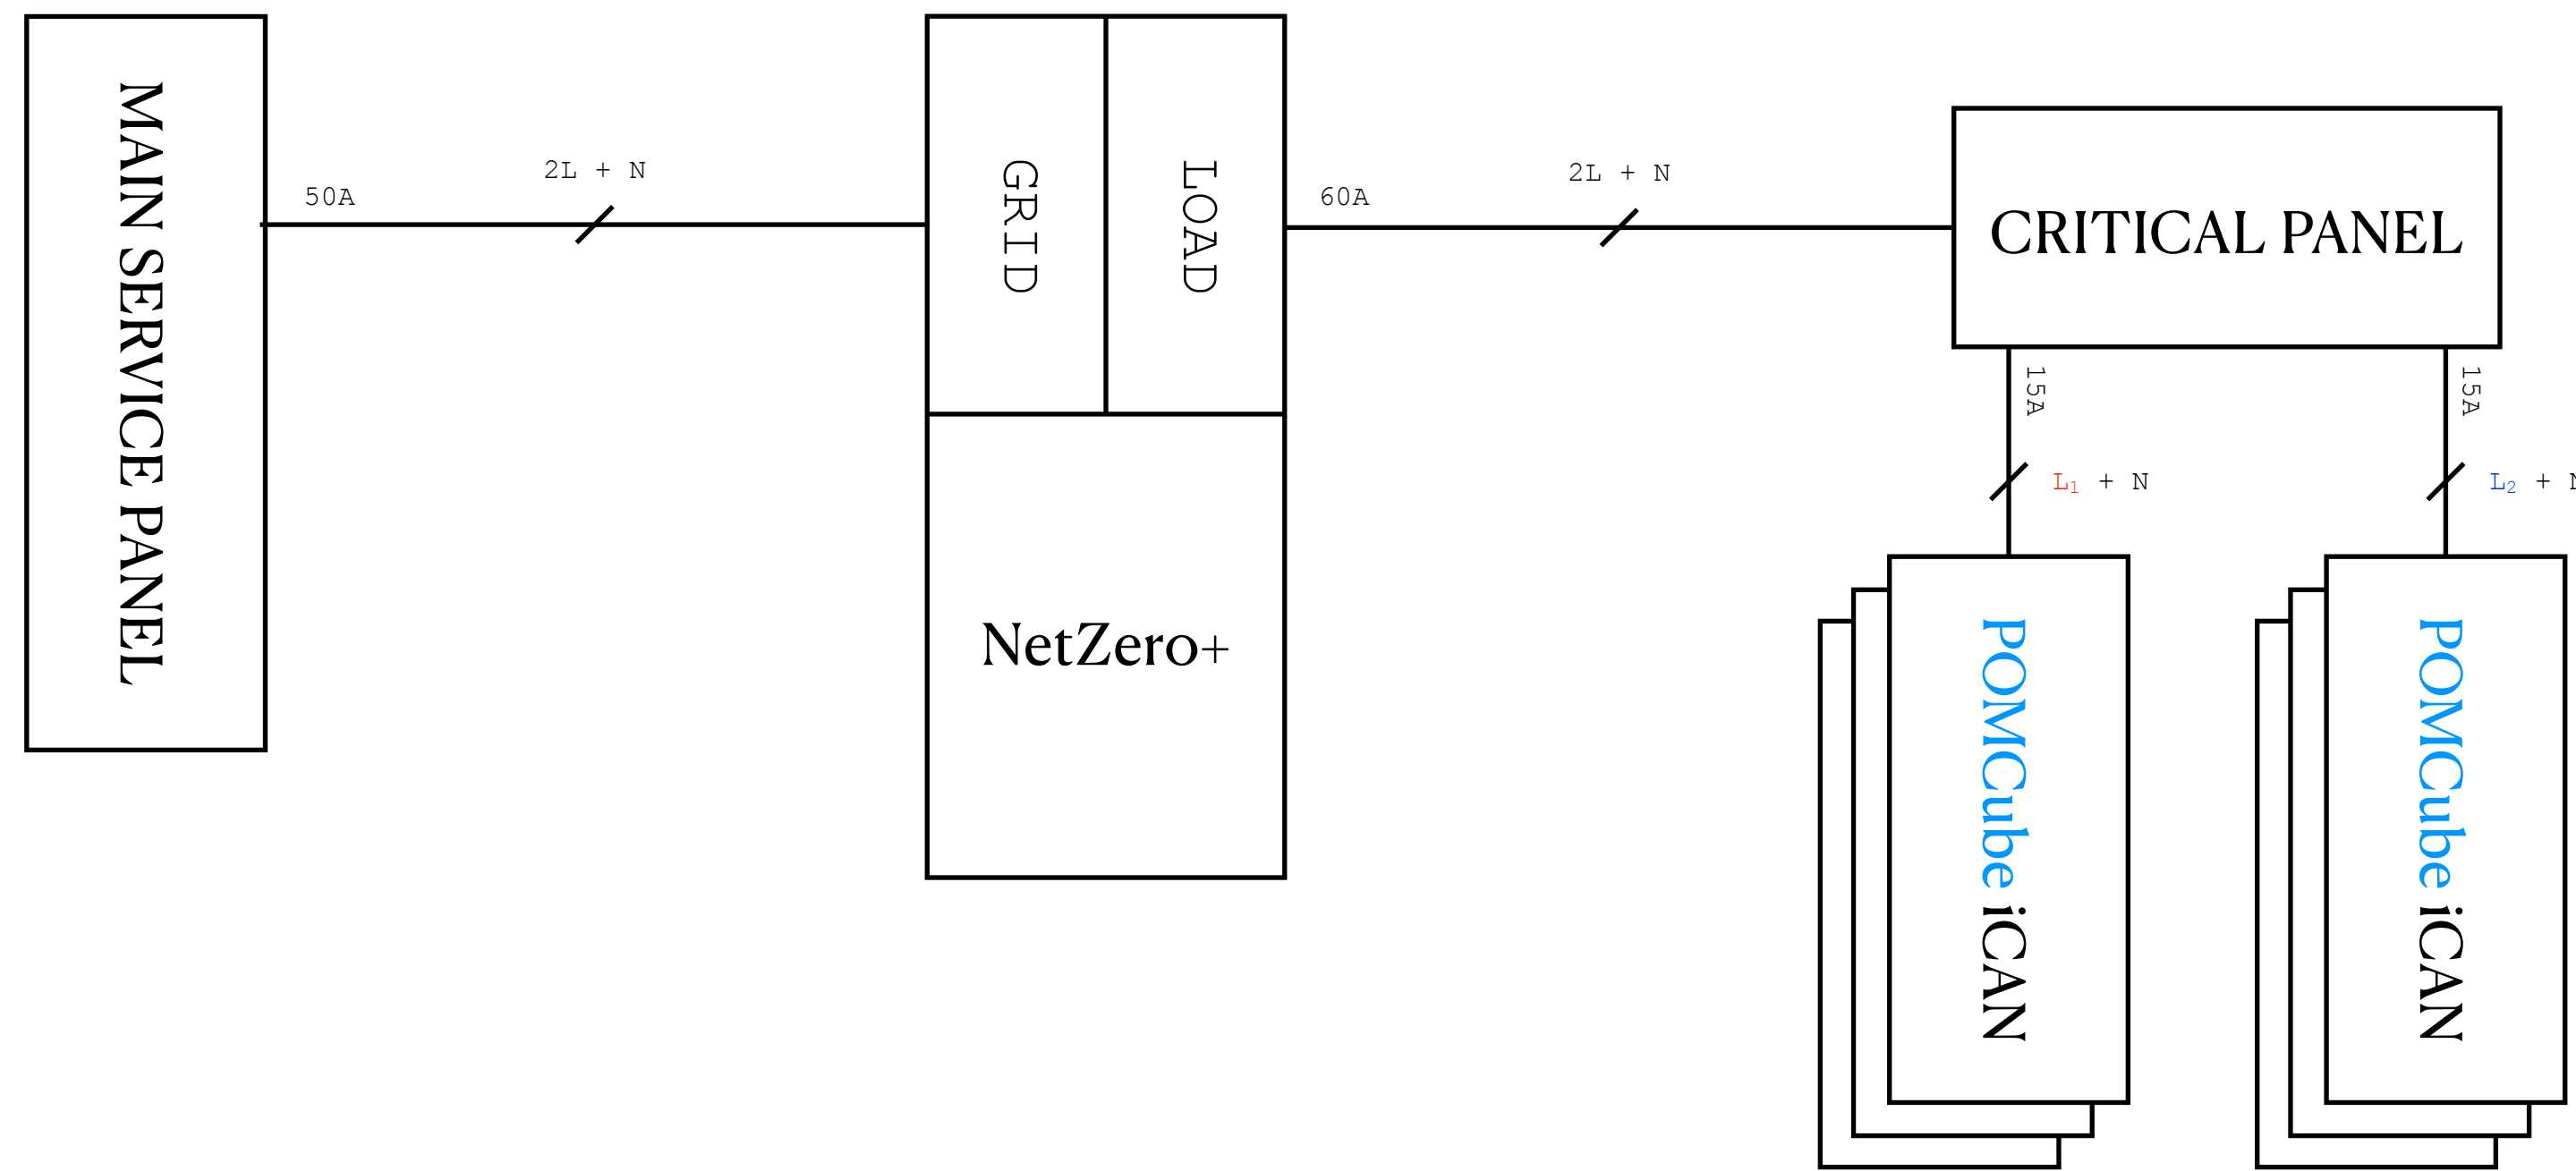 MAIN SERVICE PANEL
50A
2L + N
GRID
LOAD
NetZero+
60A
2L + N
CRITICAL PANEL
15A
L₁ + N
POMCube iCAN
15A
L₂ + N
POMCube iCAN